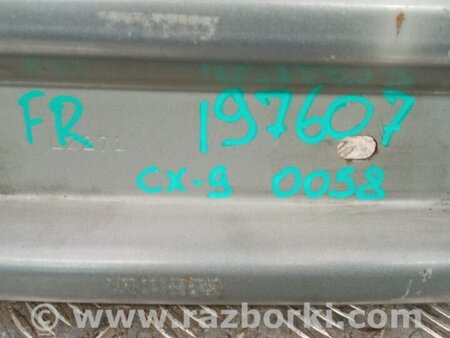 FR 197607
cx-9 0058
www.razborki.com